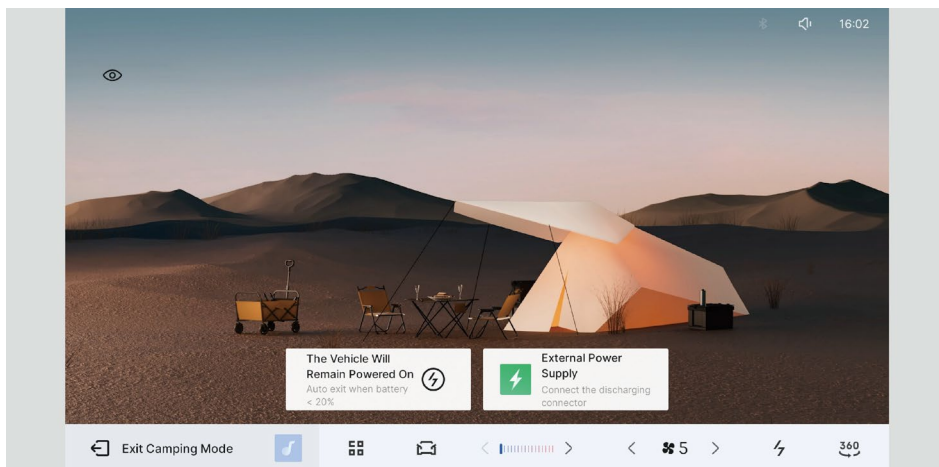 16:02
The Vehicle Will
Remain Powered On
Auto exit when battery
< 20%
External Power
Supply
Connect the discharging
connector
Exit Camping Mode
5
360